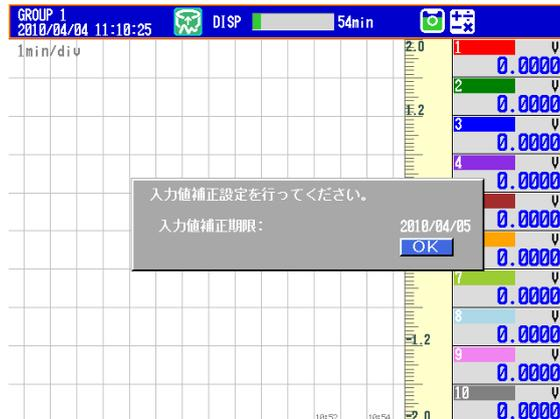 GROUP 1
2010/04/04 11:10:25
DISP
54min
1min/div
2.0
1.2
-1.2
-2.0
入力値補正設定を行ってください。
入力値補正期限:
2010/04/05
OK
1 V
0.0000
2 V
0.0000
3 V
0.0000
4 V
0.0000
V
0.0000
V
0.0000
7 V
0.0000
8 V
0.0000
9 V
0.0000
10 V
0.0000
10:52
10:54